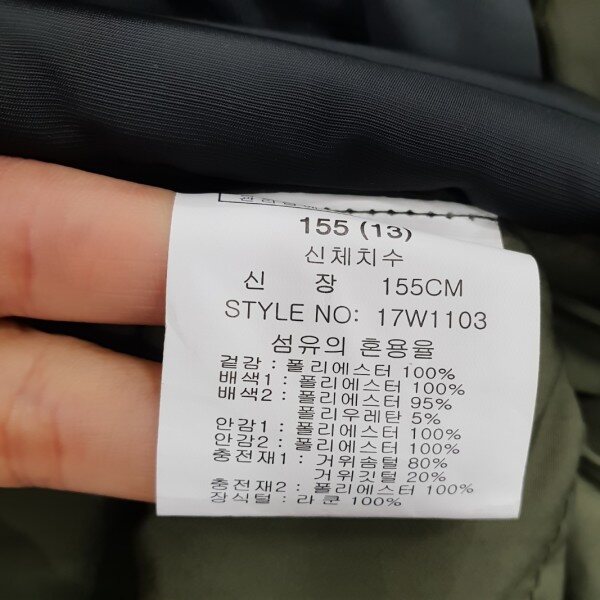 155 (13)
신체치수
신 장 155CM
STYLE NO: 17W1103
섬유의 혼용율
겉감 : 폴리에스터 100%
배색1 : 폴리에스터 100%
배색2 : 폴리에스터 95%
폴리우레탄 5%
안감1 : 폴리에스터 100%
안감2 : 폴리에스터 100%
충전재1 : 거위솜털 80%
거위깃털 20%
충전재2 : 폴리에스터 100%
장식털 : 라쿤 100%